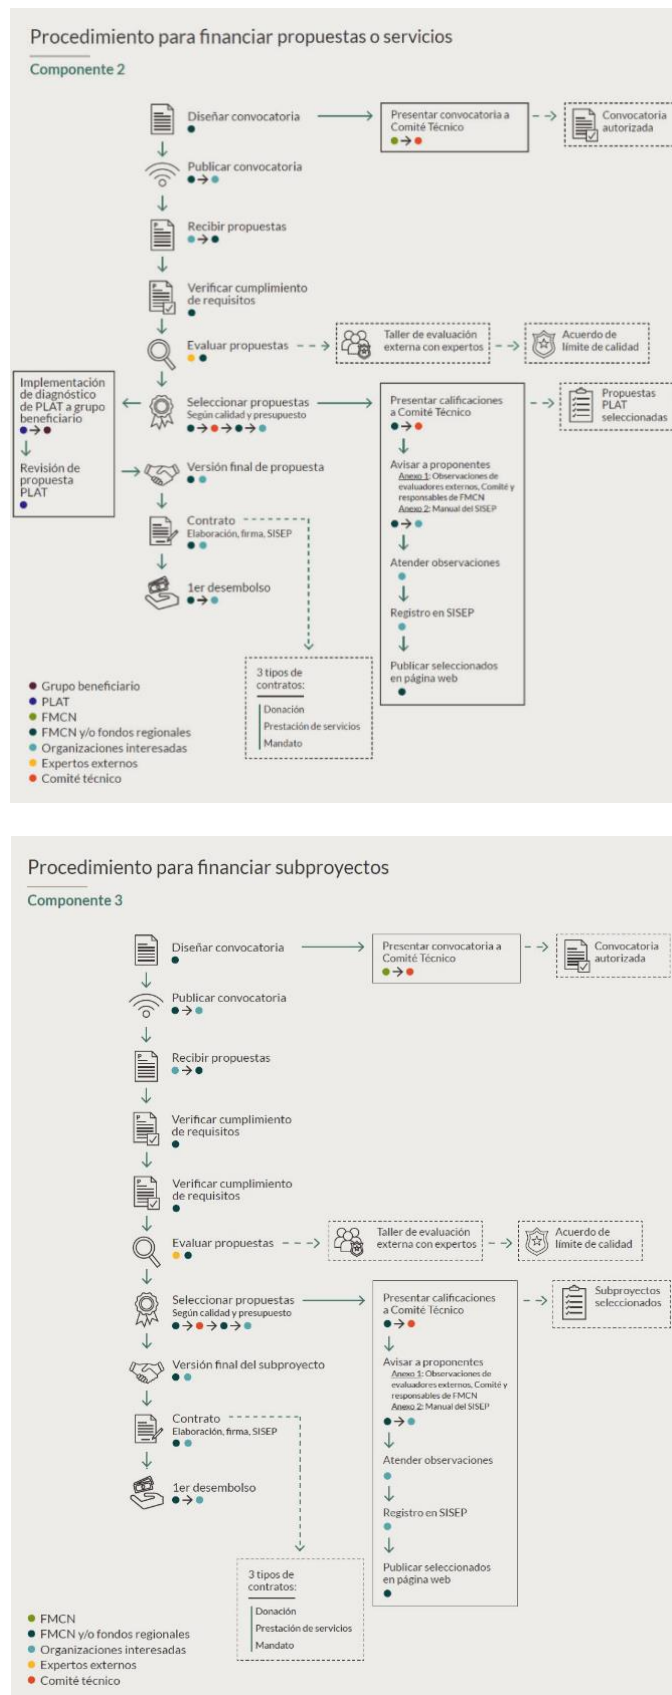 Procedimiento para financiar propuestas o servicios
Componente 2
Diseñar convocatoria
Presentar convocatoria a
Comité Técnico
Convocatoria
autorizada
Publicar convocatoria
Recibir propuestas
Verificar cumplimiento
de requisitos
Evaluar propuestas
Taller de evaluación
externa con expertos
Acuerdo de
límite de calidad
Implementación
de diagnóstico
de PLAT a grupo
beneficiario
Revisión de
propuesta
PLAT
Seleccionar propuestas
Según calidad y presupuesto
Presentar calificaciones
a Comité Técnico
Propuestas
PLAT
seleccionadas
Avisar a proponentes
Anexo 1: Observaciones de
evaluadores externos, Comité y
responsables de FMCN
Anexo 2: Manual del SISEP
Atender observaciones
Registro en SISEP
Publicar seleccionados
en página web
Versión final de propuesta
Contrato
Elaboración, firma, SISEP
1er desembolso
3 tipos de
contratos:
Donación
Prestación de servicios
Mandato
Grupo beneficiario
PLAT
FMCN
FMCN y/o fondos regionales
Organizaciones interesadas
Expertos externos
Comité técnico
Procedimiento para financiar subproyectos
Componente 3
Diseñar convocatoria
Presentar convocatoria a
Comité Técnico
Convocatoria
autorizada
Publicar convocatoria
Recibir propuestas
Verificar cumplimiento
de requisitos
Verificar cumplimiento
de requisitos
Evaluar propuestas
Taller de evaluación
externa con expertos
Acuerdo de
límite de calidad
Seleccionar propuestas
Según calidad y presupuesto
Presentar calificaciones
a Comité Técnico
Subproyectos
seleccionados
Avisar a proponentes
Anexo 1: Observaciones de
evaluadores externos, Comité y
responsables de FMCN
Anexo 2: Manual del SISEP
Atender observaciones
Registro en SISEP
Publicar seleccionados
en página web
Versión final del subproyecto
Contrato
Elaboración, firma, SISEP
1er desembolso
3 tipos de
contratos:
Donación
Prestación de servicios
Mandato
FMCN
FMCN y/o fondos regionales
Organizaciones interesadas
Expertos externos
Comité técnico